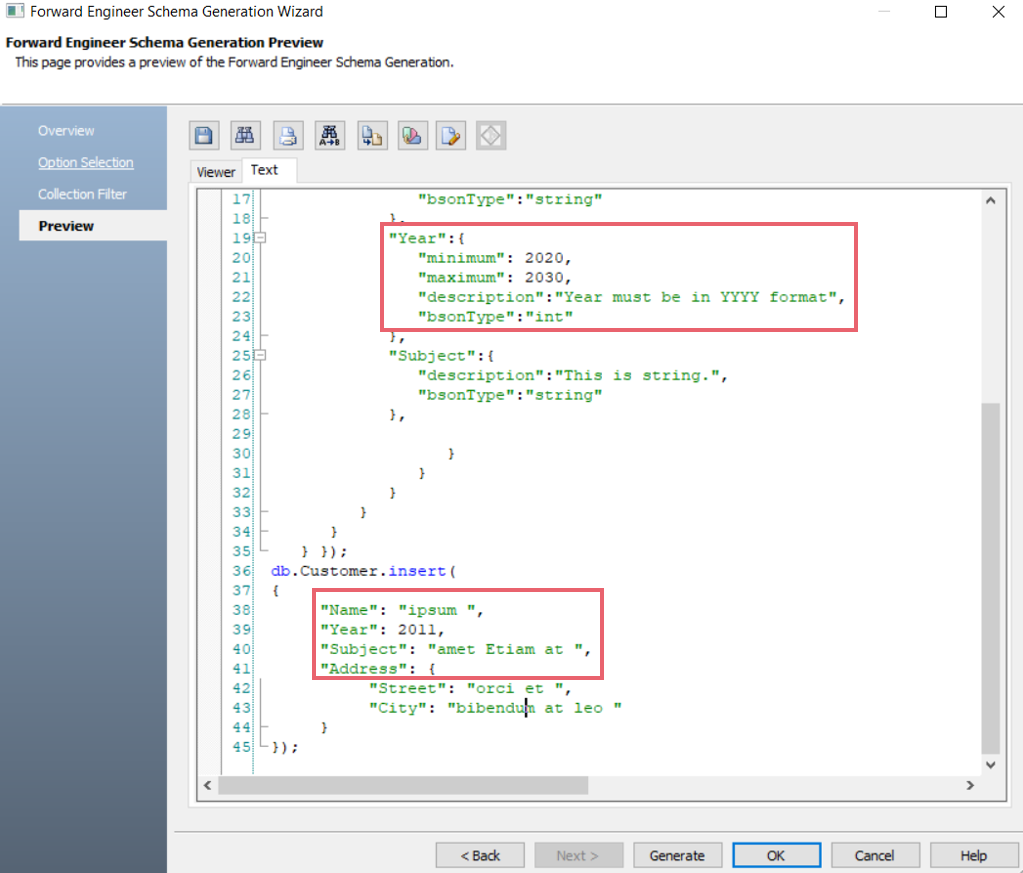 Forward Engineer Schema Generation Wizard
Forward Engineer Schema Generation Preview
This page provides a preview of the Forward Engineer Schema Generation.
Overview
Option Selection
Collection Filter
Preview
A→B
Viewer
Text
17 "bsonType":"string"
18 },
19 "Year":{
20 "minimum": 2020,
21 "maximum": 2030,
22 "description":"Year must be in YYYY format",
23 "bsonType":"int"
24 },
25 "Subject":{
26 "description":"This is string.",
27 "bsonType":"string"
28 },
29
30 }
31 }
32 }
33 }
34 }
35 } });
36 db.Customer.insert(
37 {
38 "Name": "ipsum ",
39 "Year": 2011,
40 "Subject": "amet Etiam at ",
41 "Address": {
42 "Street": "orci et ",
43 "City": "bibendum at leo "
44 }
45 });
< Back
Next >
Generate
OK
Cancel
Help